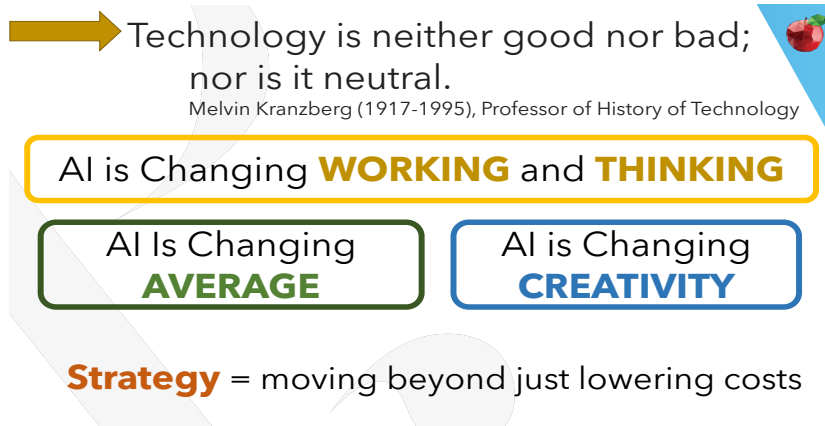 Technology is neither good nor bad;
nor is it neutral.
Melvin Kranzberg (1917-1995), Professor of History of Technology
AI is Changing WORKING and THINKING
AI Is Changing
AVERAGE
AI is Changing
CREATIVITY
Strategy = moving beyond just lowering costs